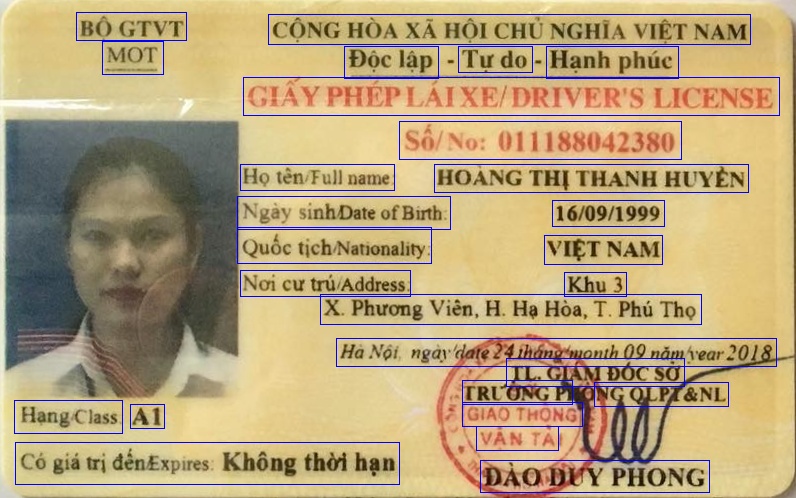 BÔ GTVT
MOT
CỘNG HÒA XÃ HỘI CHỦ NGHĨA VIỆT NAM
Độc lập - Tự do - Hạnh phúc
GIẤY PHÉP LÁI XE/ DRIVER'S LICENSE
Số/No: 011188042380
Họ tên/Full name: HOÀNG THỊ THANH HUYỀN
Ngày sinh/Date of Birth: 16/09/1999
Quốc tịch/Nationality: VIỆT NAM
Nơi cư trú/Address: Khu 3
X. Phương Viên, H. Hạ Hòa, T. Phú Thọ
Hà Nội, ngày/date 24 tháng/month 09 năm/year 2018
TL. GIÁM ĐỐC SỞ
TRƯỞNG PHÒNG QLPT&NL
GIAO THÔNG
VẬN TẢI
Hạng/Class: A1
Có giá trị đến/Expires: Không thời hạn
ĐÀO DUY PHONG